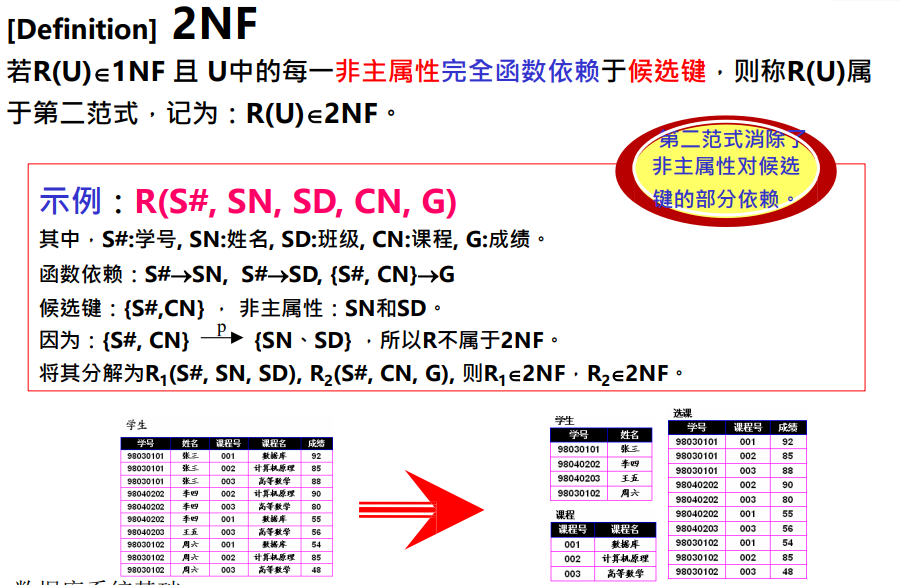 [Definition] 2NF
若R(U)∈1NF 且 U中的每一非主属性完全函数依赖于候选键，则称R(U)属
于第二范式，记为：R(U)∈2NF。
第二范式消除了
非主属性对候选
键的部分依赖。
示例：R(S#, SN, SD, CN, G)
其中，S#:学号, SN:姓名, SD:班级, CN:课程, G:成绩。
函数依赖：S#→SN, S#→SD, {S#, CN}→G
候选键：{S#,CN} ， 非主属性：SN和SD。
因为：{S#, CN} p→ {SN、SD} ，所以R不属于2NF。
将其分解为R1(S#, SN, SD), R2(S#, CN, G), 则R1∈2NF，R2∈2NF。
学生
学号 姓名 课程号 课程名 成绩
98030101 张三 001 数据库 92
98030101 张三 002 计算机原理 85
98030101 张三 003 高等数学 88
98040202 李四 002 计算机原理 90
98040202 李四 003 高等数学 80
98040202 李四 001 数据库 55
98040203 王五 003 高等数学 56
98030102 周六 001 数据库 54
98030102 周六 002 计算机原理 85
98030102 周六 003 高等数学 48
学生
学号 姓名
98030101 张三
98040202 李四
98040203 王五
98030102 周六
课程
课程号 课程名
001 数据库
002 计算机原理
003 高等数学
选课
学号 课程号 成绩
98030101 001 92
98030101 002 85
98030101 003 88
98040202 002 90
98040202 003 80
98040202 001 55
98040203 003 56
98030102 001 54
98030102 002 85
98030102 003 48